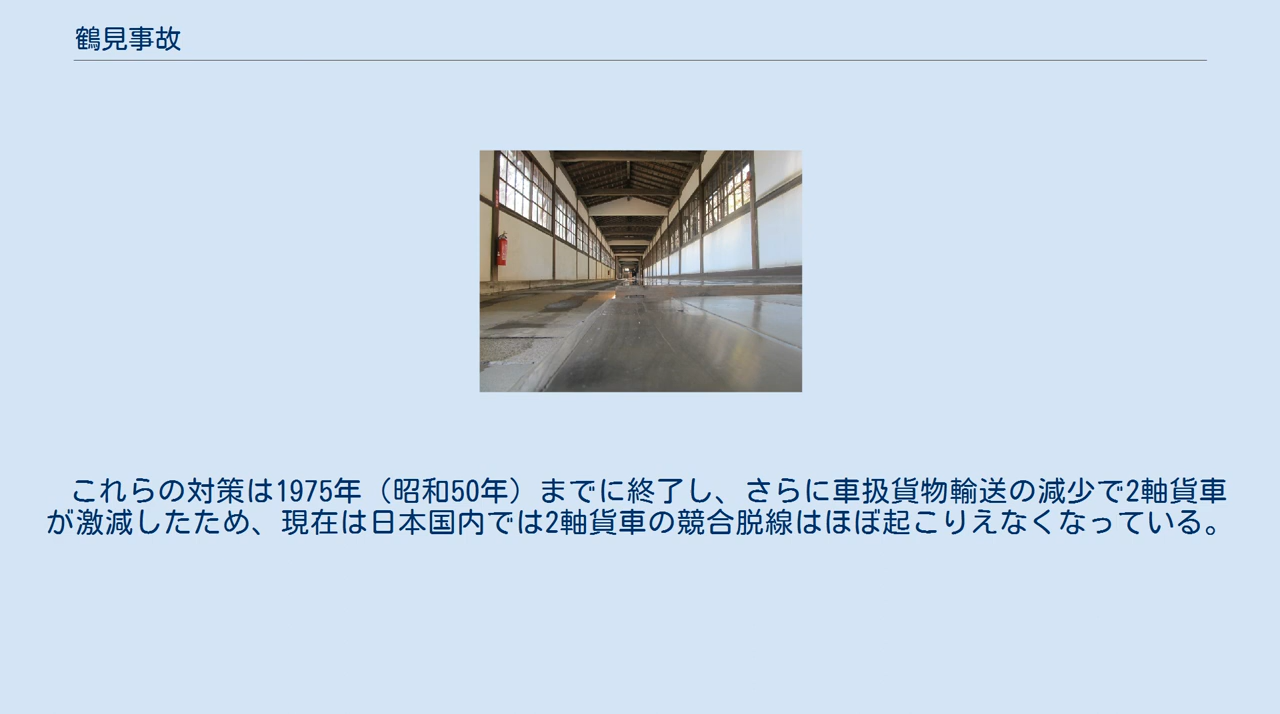 鶴見事故
これらの対策は1975年（昭和50年）までに終了し、さらに車扱貨物輸送の減少で2軸貨車
が激減したため、現在は日本国内では2軸貨車の競合脱線はほぼ起こりえなくなっている。